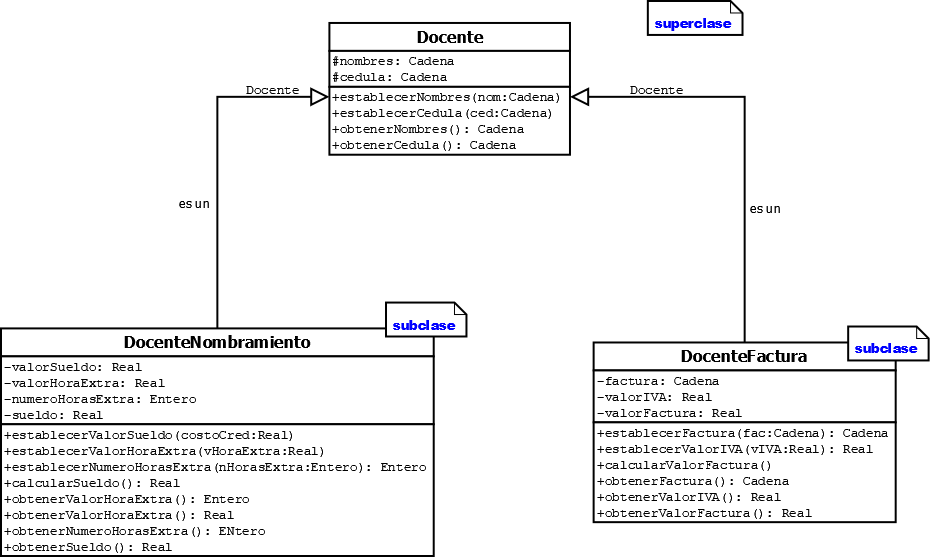 superclase
Docente
#nombres: Cadena
#cedula: Cadena
+establecerNombres(nom:Cadena)
+establecerCedula(ced:Cadena)
+obtenerNombres(): Cadena
+obtenerCedula(): Cadena
Docente
Docente
es un
es un
subclase
DocenteNombramiento
-valorSueldo: Real
-valorHoraExtra: Real
-numeroHorasExtra: Entero
-sueldo: Real
+establecerValorSueldo(costoCred:Real)
+establecerValorHoraExtra(vHoraExtra:Real)
+establecerNumeroHorasExtra(nHorasExtra:Entero): Entero
+calcularSueldo(): Real
+obtenerValorHoraExtra(): Entero
+obtenerValorHoraExtra(): Real
+obtenerNumeroHorasExtra(): ENtero
+obtenerSueldo(): Real
subclase
DocenteFactura
-factura: Cadena
-valorIVA: Real
-valorFactura: Real
+establecerFactura(fac:Cadena): Cadena
+establecerValorIVA(vIVA:Real): Real
+calcularValorFactura()
+obtenerFactura(): Cadena
+obtenerValorIVA(): Real
+obtenerValorFactura(): Real